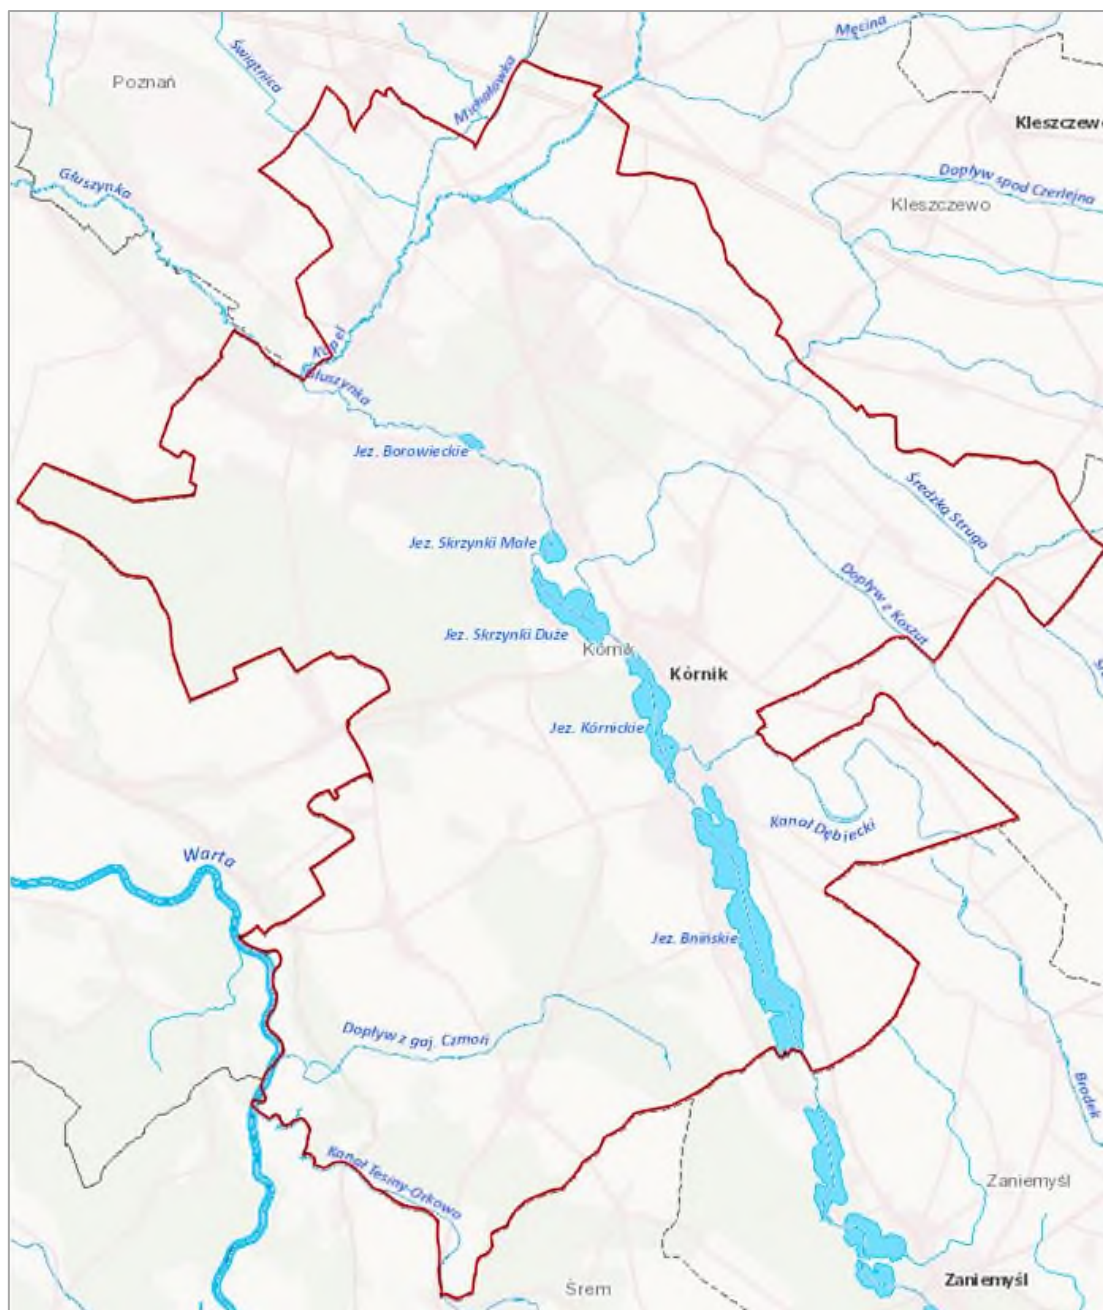 Męcina
Świątnica
Poznań
Michałówka
Kleszczewo
Głuszynka
Dopływ spod Czerlejna
Kleszczewo
Kopel
Głuszynka
Jez. Borowieckie
Średzka Struga
Jez. Skrzynki Małe
Dopływ z Koszut
Jez. Skrzynki Duże
Kórnik
Kórnik
Jez. Kórnickie
Kanał Dębiecki
Warta
Jez. Bnińskie
Dopływ z gaj. Czmoń
Brodek
Kanał Tesiny-Orkowo
Zaniemyśl
Zaniemyśl
Śrem